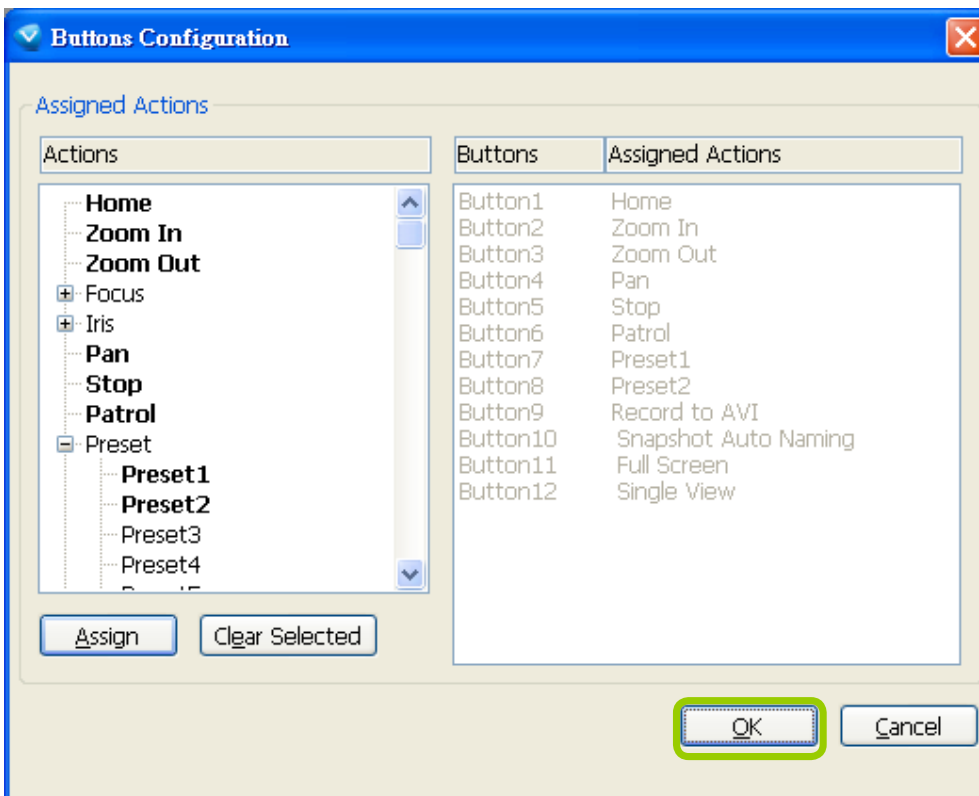 Buttons Configuration
Assigned Actions
Actions
Buttons Assigned Actions
Home
Zoom In
Zoom Out
Focus
Iris
Pan
Stop
Patrol
Preset
Preset1
Preset2
Preset3
Preset4
Button1 Home
Button2 Zoom In
Button3 Zoom Out
Button4 Pan
Button5 Stop
Button6 Patrol
Button7 Preset1
Button8 Preset2
Button9 Record to AVI
Button10 Snapshot Auto Naming
Button11 Full Screen
Button12 Single View
Assign Clear Selected
OK Cancel